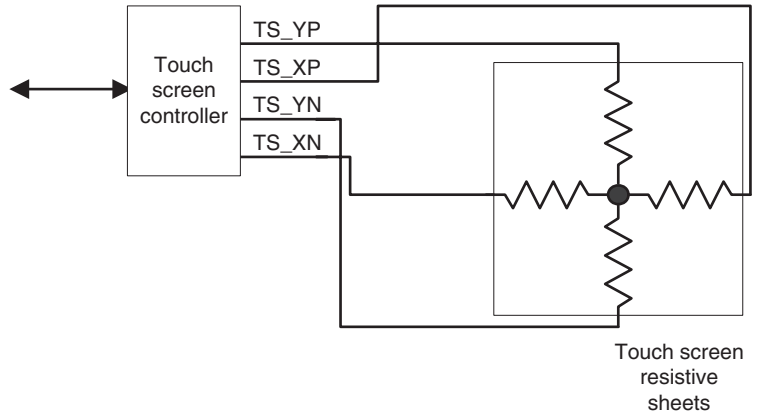 TS_YP
TS_XP
TS_YN
TS_XN
Touch
screen
controller
Touch screen
resistive
sheets